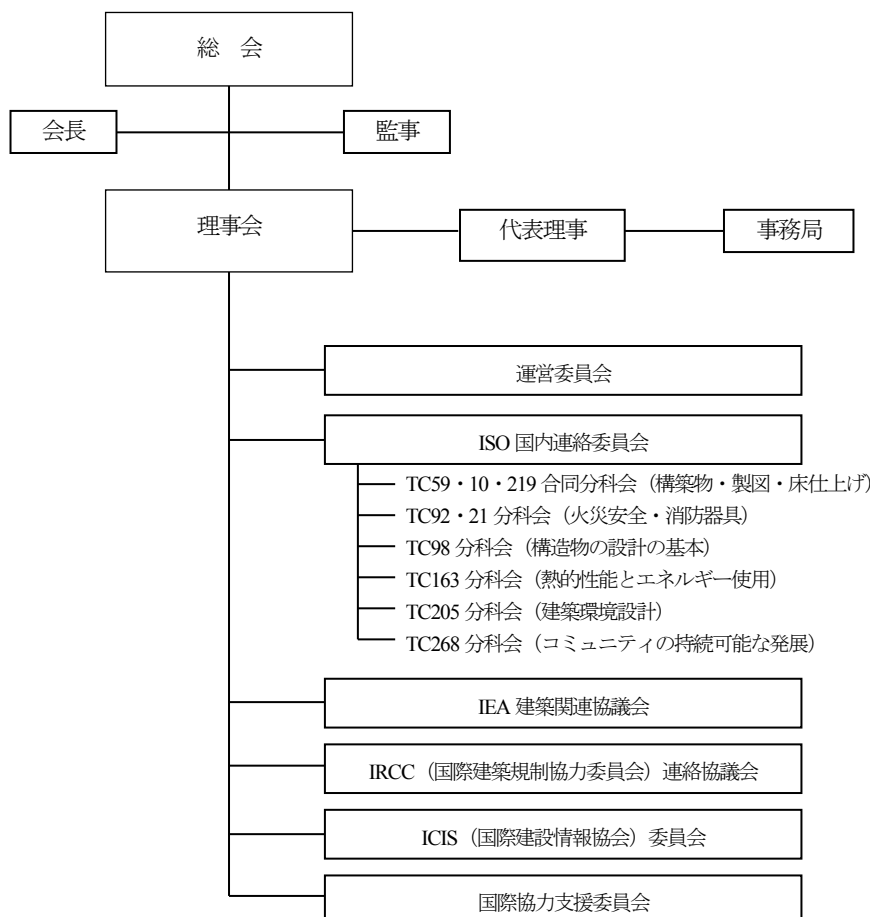 総 会
会長
監事
理事会
代表理事
事務局
運営委員会
ISO 国内連絡委員会
TC59・10・219 合同分科会（構築物・製図・床仕上げ）
TC92・21 分科会（火災安全・消防器具）
TC98 分科会（構造物の設計の基本）
TC163 分科会（熱的性能とエネルギー使用）
TC205 分科会（建築環境設計）
TC268 分科会（コミュニティの持続可能な発展）
IEA 建築関連協議会
IRCC（国際建築規制協力委員会）連絡協議会
ICIS（国際建設情報協会）委員会
国際協力支援委員会